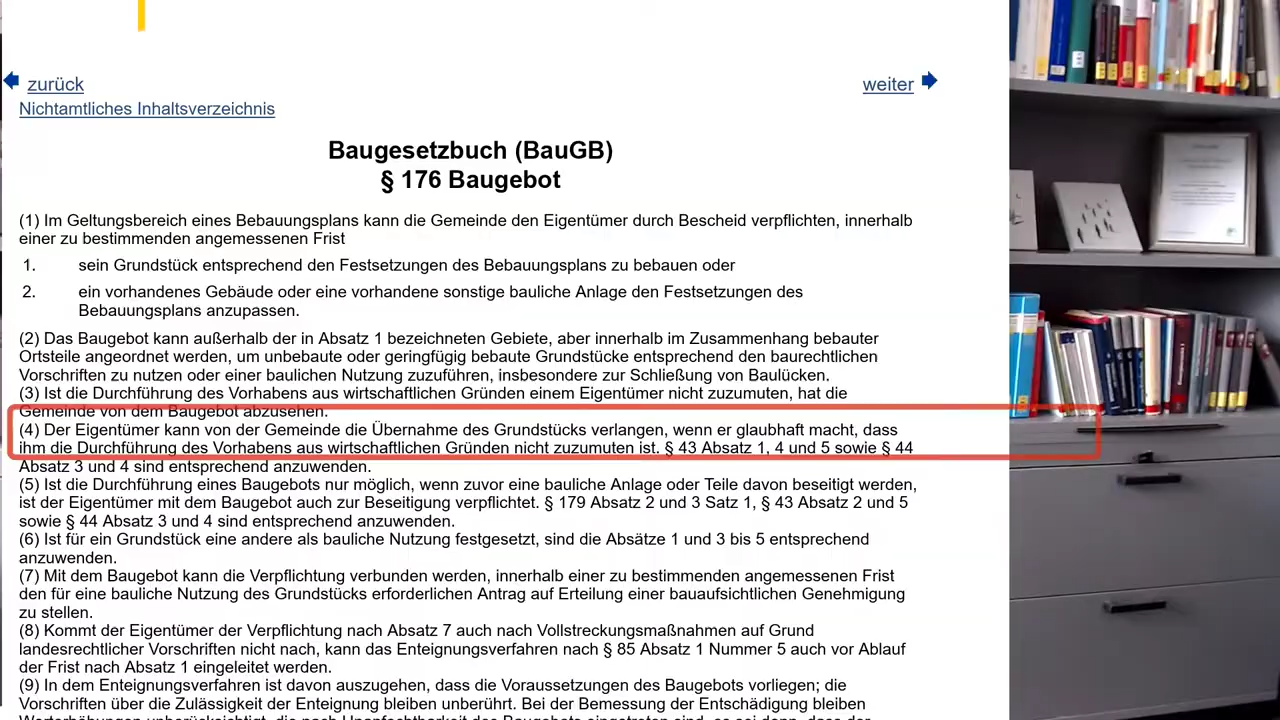 zurück
weiter
Nichtamtliches Inhaltsverzeichnis
Baugesetzbuch (BauGB)
§ 176 Baugebot
(1) Im Geltungsbereich eines Bebauungsplans kann die Gemeinde den Eigentümer durch Bescheid verpflichten, innerhalb
einer zu bestimmenden angemessenen Frist
1. sein Grundstück entsprechend den Festsetzungen des Bebauungsplans zu bebauen oder
2. ein vorhandenes Gebäude oder eine vorhandene sonstige bauliche Anlage den Festsetzungen des
Bebauungsplans anzupassen.
(2) Das Baugebot kann außerhalb der in Absatz 1 bezeichneten Gebiete, aber innerhalb im Zusammenhang bebauter
Ortsteile angeordnet werden, um unbebaute oder geringfügig bebaute Grundstücke entsprechend den baurechtlichen
Vorschriften zu nutzen oder einer baulichen Nutzung zuzuführen, insbesondere zur Schließung von Baulücken.
(3) Ist die Durchführung des Vorhabens aus wirtschaftlichen Gründen einem Eigentümer nicht zuzumuten, hat die
Gemeinde von dem Baugebot abzusehen.
(4) Der Eigentümer kann von der Gemeinde die Übernahme des Grundstücks verlangen, wenn er glaubhaft macht, dass
ihm die Durchführung des Vorhabens aus wirtschaftlichen Gründen nicht zuzumuten ist. § 43 Absatz 1, 4 und 5 sowie § 44
Absatz 3 und 4 sind entsprechend anzuwenden.
(5) Ist die Durchführung eines Baugebots nur möglich, wenn zuvor eine bauliche Anlage oder Teile davon beseitigt werden,
ist der Eigentümer mit dem Baugebot auch zur Beseitigung verpflichtet. § 179 Absatz 2 und 3 Satz 1, § 43 Absatz 2 und 5
sowie § 44 Absatz 3 und 4 sind entsprechend anzuwenden.
(6) Ist für ein Grundstück eine andere als bauliche Nutzung festgesetzt, sind die Absätze 1 und 3 bis 5 entsprechend
anzuwenden.
(7) Mit dem Baugebot kann die Verpflichtung verbunden werden, innerhalb einer zu bestimmenden angemessenen Frist
den für eine bauliche Nutzung des Grundstücks erforderlichen Antrag auf Erteilung einer bauaufsichtlichen Genehmigung
zu stellen.
(8) Kommt der Eigentümer der Verpflichtung nach Absatz 7 auch nach Vollstreckungsmaßnahmen auf Grund
landesrechtlicher Vorschriften nicht nach, kann das Enteignungsverfahren nach § 85 Absatz 1 Nummer 5 auch vor Ablauf
der Frist nach Absatz 1 eingeleitet werden.
(9) In dem Enteignungsverfahren ist davon auszugehen, dass die Voraussetzungen des Baugebots vorliegen; die
Vorschriften über die Zulässigkeit der Enteignung bleiben unberührt. Bei der Bemessung der Entschädigung bleiben
Werterhöhungen unberücksichtigt, die nach Unanfechtbarkeit des Baugebots eingetreten sind, es sei denn, dass der